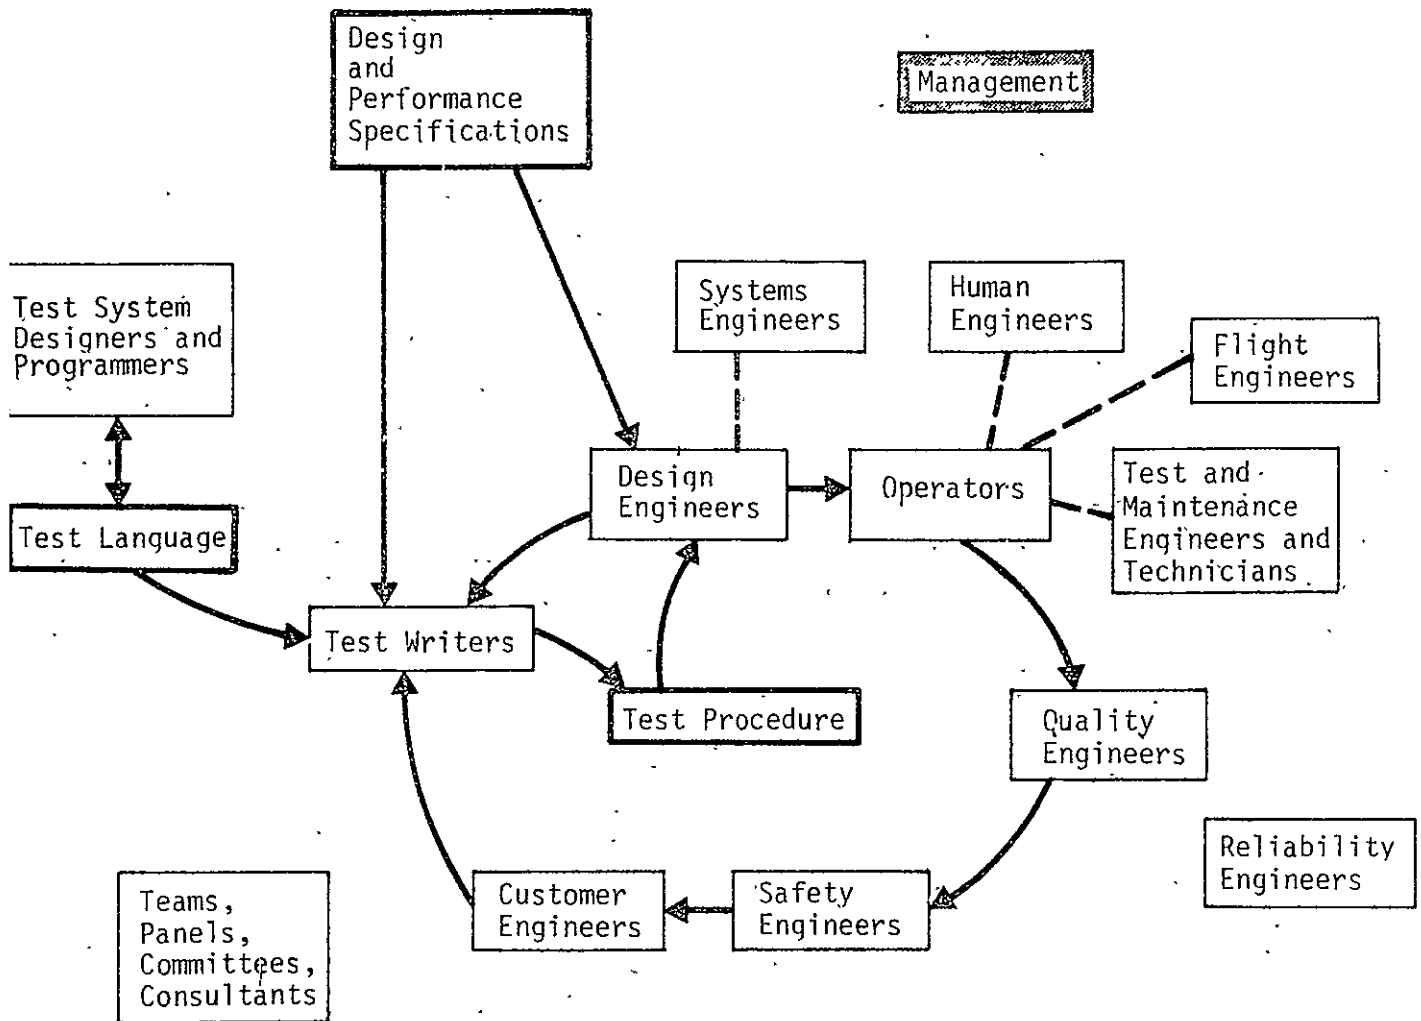 Design
and
Performance
Specifications
Management
Test System
Designers and
Programmers
Systems
Engineers
Human
Engineers
Flight
Engineers
Test Language
Design
Engineers
Operators
Test and
Maintenance
Engineers and
Technicians
Test Writers
Test Procedure
Quality
Engineers
Reliability
Engineers
Teams,
Panels,
Committees,
Consultants
Customer
Engineers
Safety
Engineers